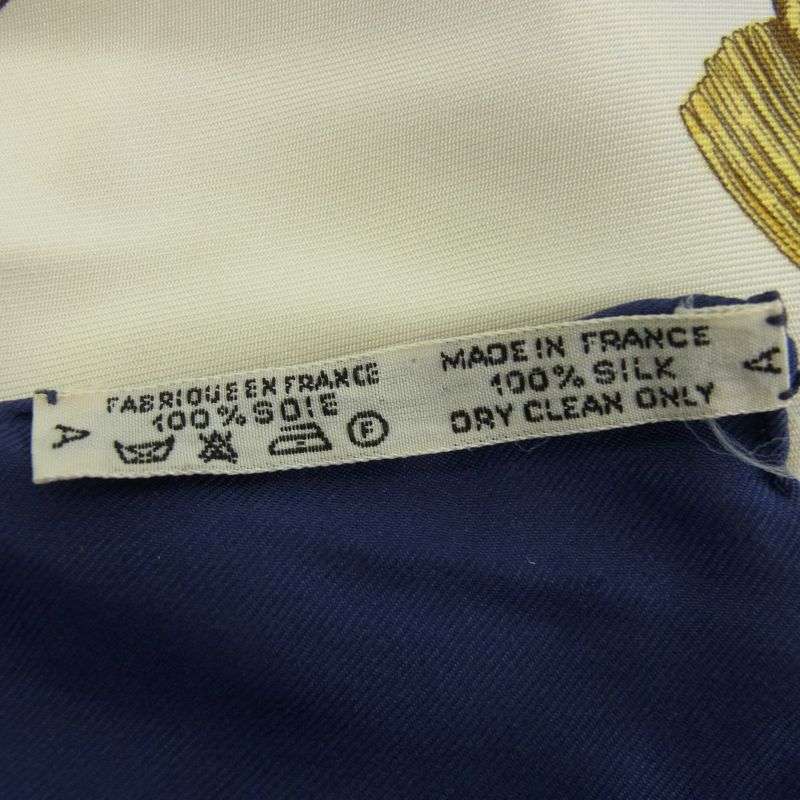 A
FABRIQUE EN FRANCE
100% SOIE
F
MADE IN FRANCE
100% SILK
DRY CLEAN ONLY
A